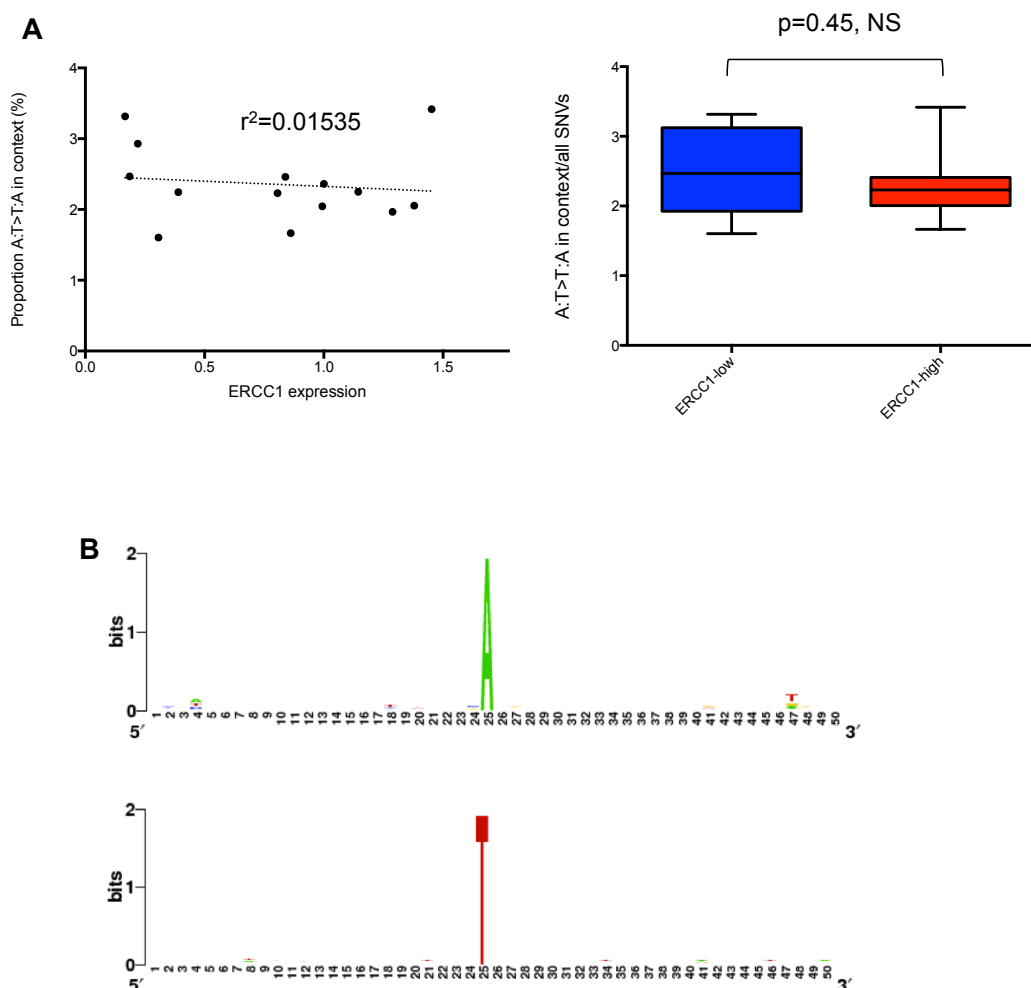 A
p=0.45, NS
Proportion A:T>T:A in context (%)
4
3
2
1
0
r²=0.01535
0.0 0.5 1.0 1.5
ERCC1 expression
A:T>T:A in context/all SNVs
4
3
2
1
0
ERCC1-low
ERCC1-high
B
bits
2
1
0
A
T
5′
1 2 3 4 5 6 7 8 9 10 11 12 13 14 15 16 17 18 19 20 21 22 23 24 25 26 27 28 29 30 31 32 33 34 35 36 37 38 39 40 41 42 43 44 45 46 47 48 49 50
3′
bits
2
1
0
T
5′
1 2 3 4 5 6 7 8 9 10 11 12 13 14 15 16 17 18 19 20 21 22 23 24 25 26 27 28 29 30 31 32 33 34 35 36 37 38 39 40 41 42 43 44 45 46 47 48 49 50
3′